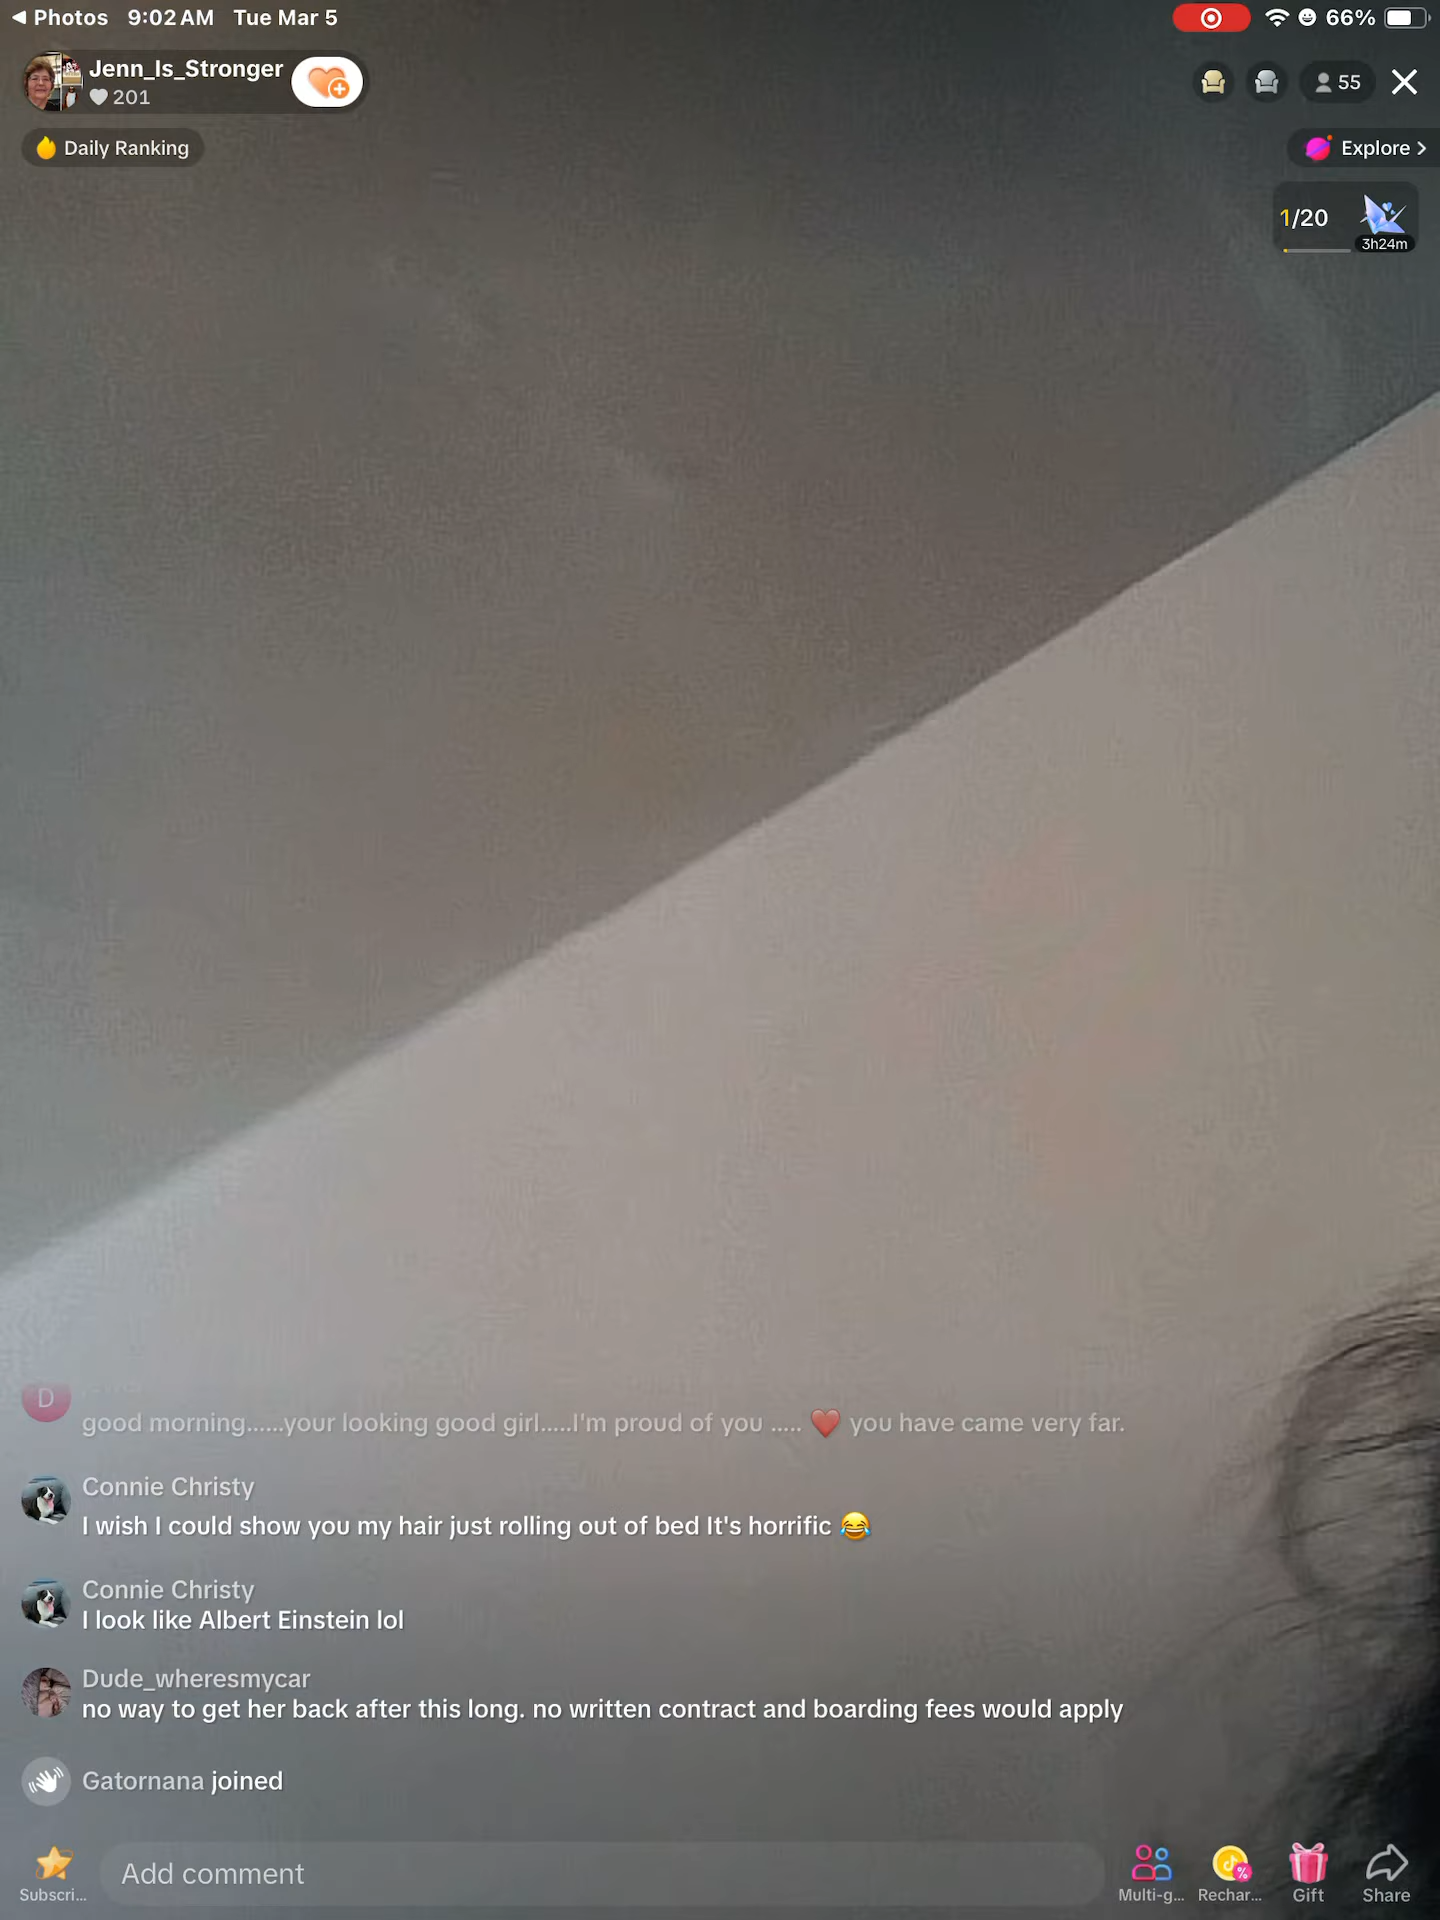 Photos 9:02 AM Tue Mar 5
66%
Jenn_Is_Stronger
201
55
Daily Ranking
Explore
1/20
3h24m
D
good morning......your looking good girl.....I'm proud of you ..... ❤️ you have came very far.
Connie Christy
I wish I could show you my hair just rolling out of bed It's horrific 😂
Connie Christy
I look like Albert Einstein lol
Dude_wheresmycar
no way to get her back after this long. no written contract and boarding fees would apply
Gatornana joined
Add comment
Subscri...
Multi-g...
Rechar...
Gift
Share